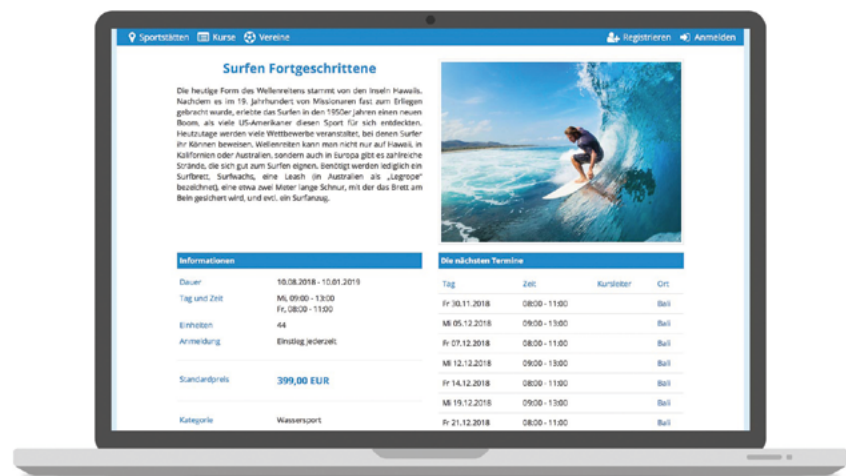 Sportstätten Kurse Vereine Registrieren Anmelden
Surfen Fortgeschrittene
Die heutige Form des Wellenreitens stammt von den Inseln Hawaiis.
Nachdem es im 19. Jahrhundert von Missionaren fast zum Erliegen
gebracht wurde, erlebte das Surfen in den 1950er Jahren einen neuen
Boom, als viele US-Amerikaner diesen Sport für sich entdeckten.
Heutzutage werden viele Wettbewerbe veranstaltet, bei denen Surfer
ihr Können beweisen. Wellenreiten kann man nicht nur auf Hawaii, in
Kalifornien oder Australien, sondern auch in Europa gibt es zahlreiche
Strände, die sich gut zum Surfen eignen. Benötigt werden lediglich ein
Surfbrett, Surfwachs, eine Leash (in Australien als „Legrope"
bezeichnet), eine etwa zwei Meter lange Schnur, mit der das Brett am
Bein gesichert wird, und evtl. ein Surfanzug.
Informationen
Dauer 10.08.2018 - 10.01.2019
Tag und Zeit Mi, 09:00 - 13:00
Fr, 08:00 - 11:00
Einheiten 44
Anmeldung Einstieg jederzeit
Standardpreis 399,00 EUR
Kategorie Wassersport
Die nächsten Termine
Tag Zeit Kursleiter Ort
Fr 30.11.2018 08:00 - 11:00 Bali
Mi 05.12.2018 09:00 - 13:00 Bali
Fr 07.12.2018 08:00 - 11:00 Bali
Mi 12.12.2018 09:00 - 13:00 Bali
Fr 14.12.2018 08:00 - 11:00 Bali
Mi 19.12.2018 09:00 - 13:00 Bali
Fr 21.12.2018 08:00 - 11:00 Bali